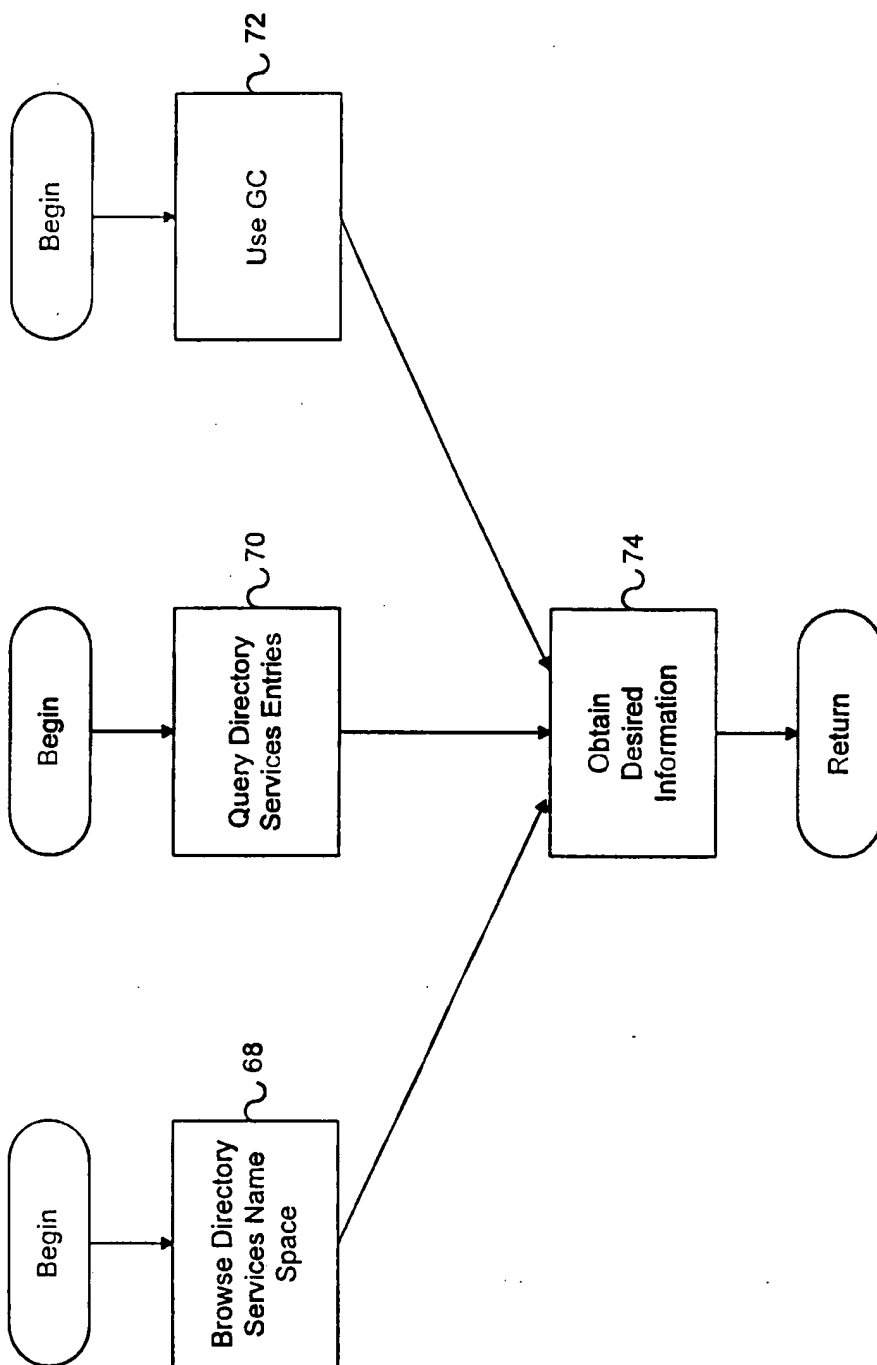 Begin
Begin
Begin
Browse Directory
Services Name
Space
68
Query Directory
Services Entries
70
Use GC
72
Obtain
Desired
Information
74
Return